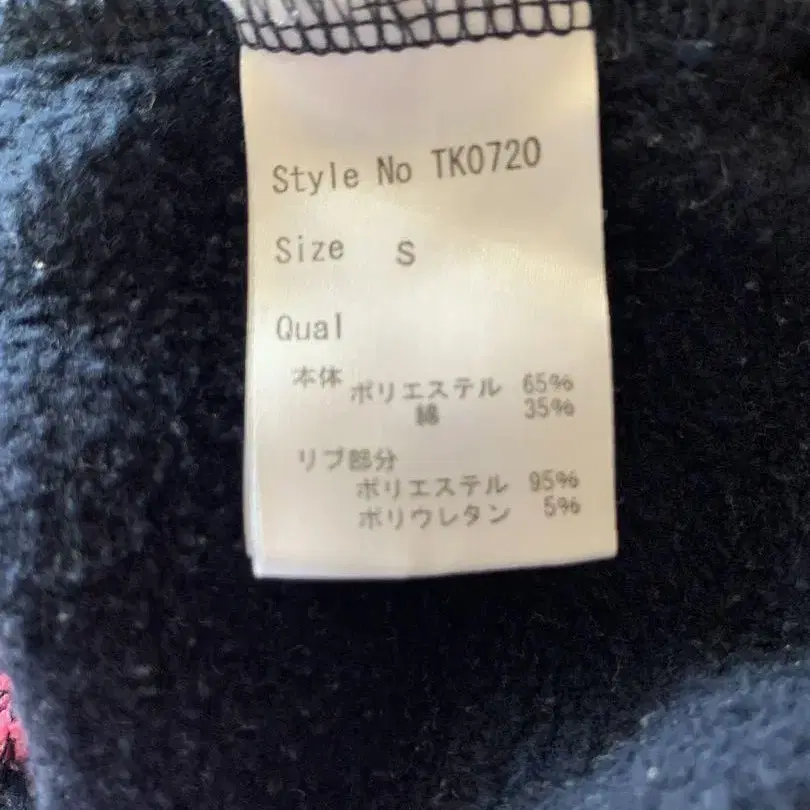 Style No TK0720
Size S
Qual
本体 ポリエステル 65%
綿 35%
リブ部分
ポリエステル 95%
ポリウレタン 5%